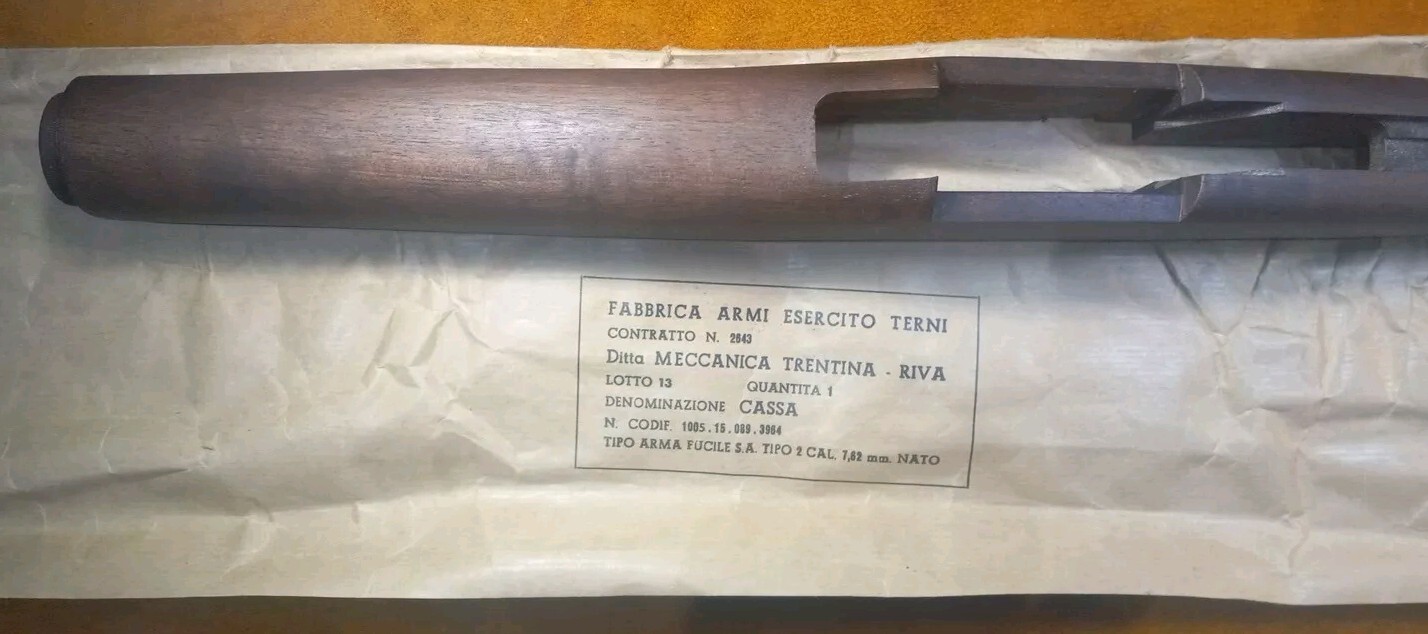 FABBRICA ARMI ESERCITO TERNI
CONTRATTO N. 2643
Ditta MECCANICA TRENTINA - RIVA
LOTTO 13 QUANTITA 1
DENOMINAZIONE CASSA
N. CODIF. 1005.15.089.3964
TIPO ARMA FUCILE S.A. TIPO 2 CAL. 7,62 mm. NATO